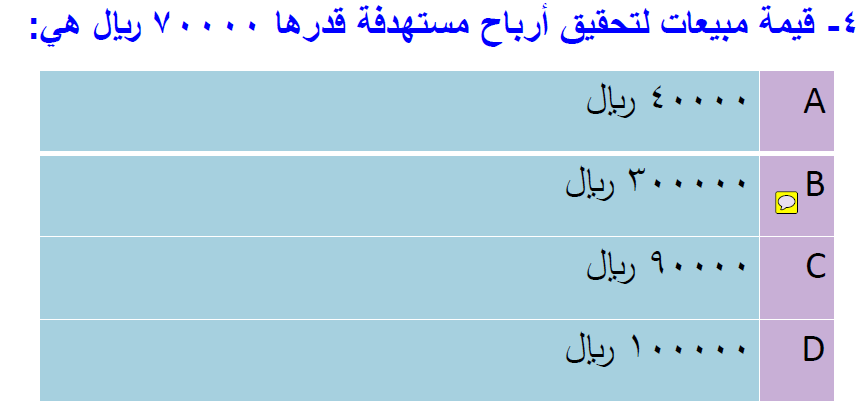 ٤- قيمة مبيعات لتحقيق أرباح مستهدفة قدرها ٧٠٠٠٠ ريال هي:
A ٤٠٠٠٠ ريال
B ٣٠٠٠٠٠ ريال
C ٩٠٠٠٠ ريال
D ١٠٠٠٠٠ ريال